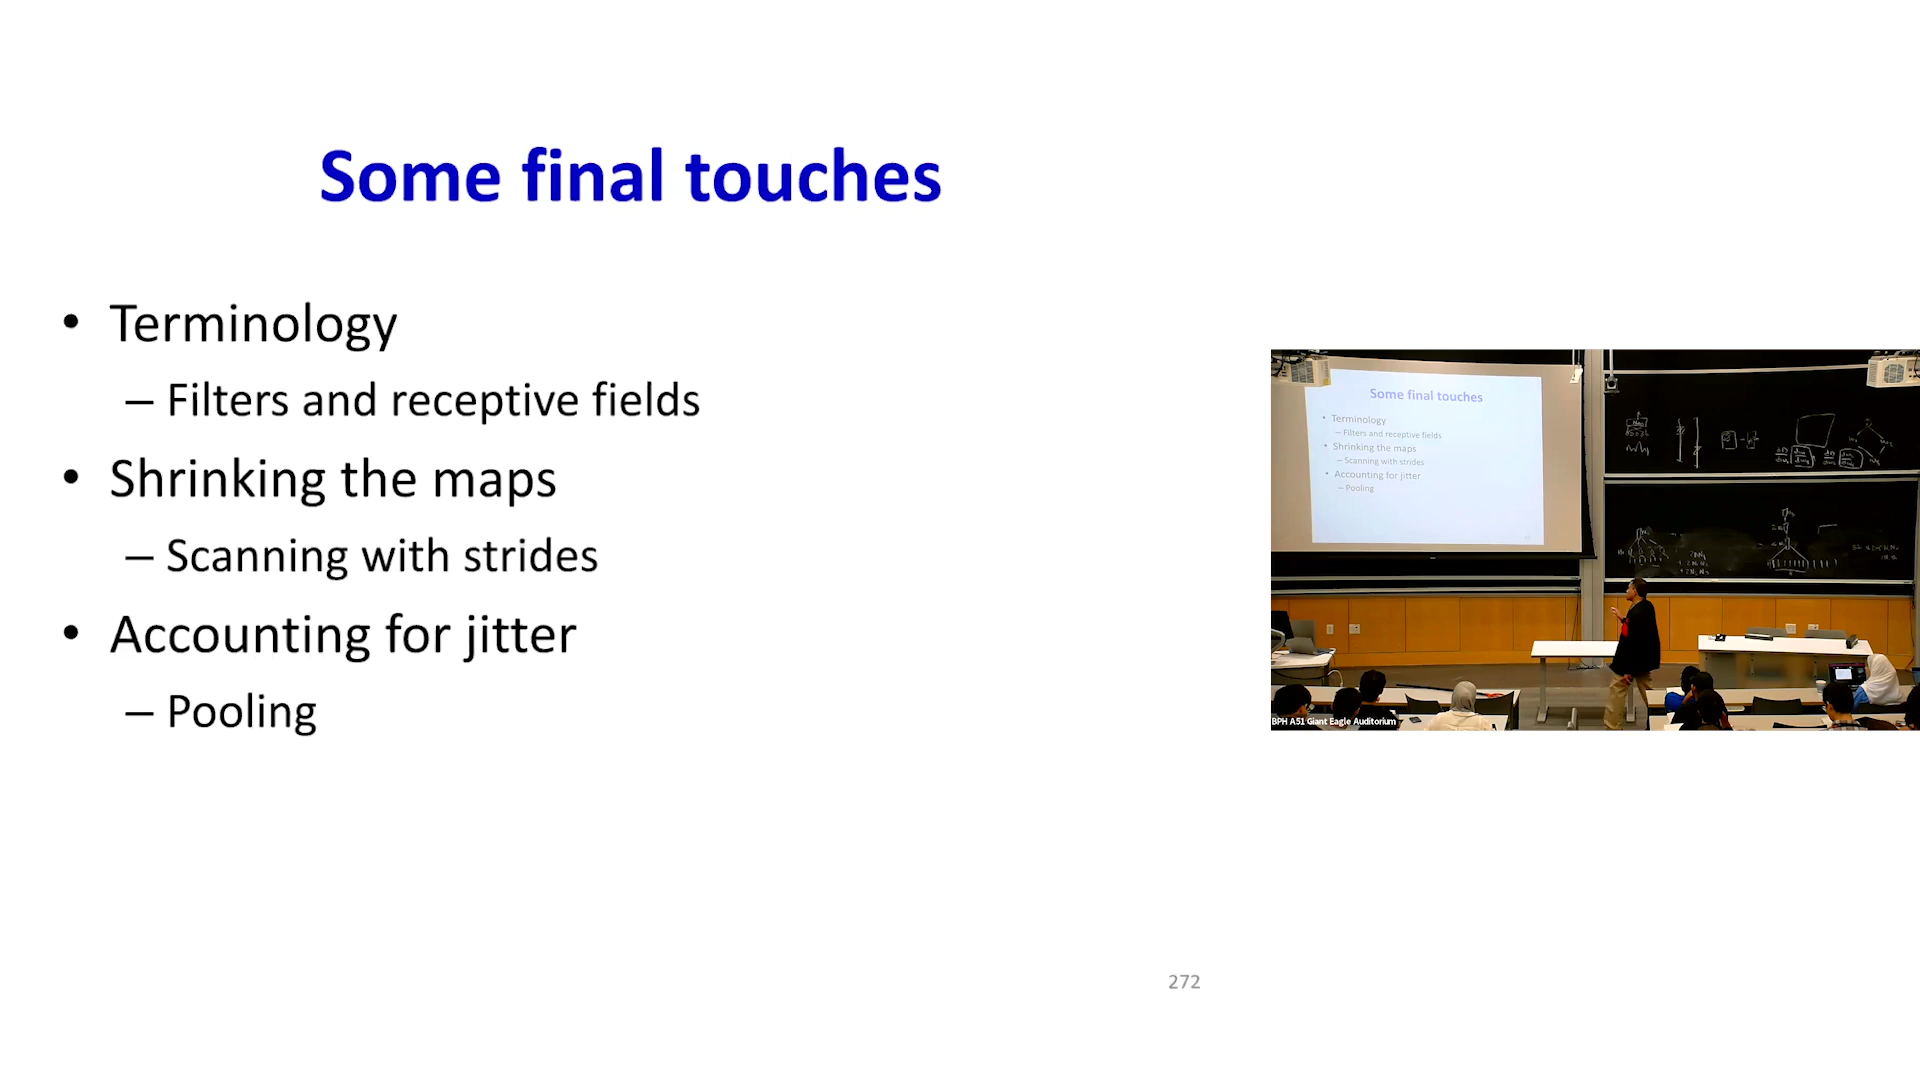 Some final touches
• Terminology
– Filters and receptive fields
• Shrinking the maps
– Scanning with strides
• Accounting for jitter
– Pooling
272
Some final touches
• Terminology
– Filters and receptive fields
• Shrinking the maps
– Scanning with strides
• Accounting for jitter
– Pooling
BPH A51 Giant Eagle Auditorium